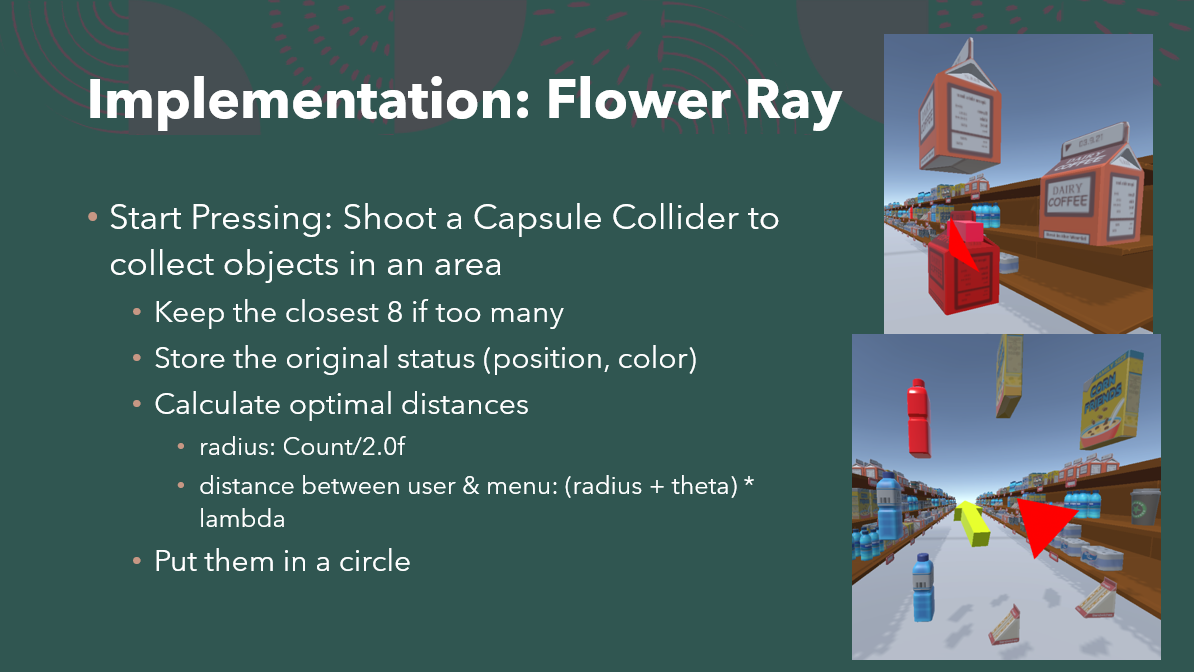 Implementation: Flower Ray
• Start Pressing: Shoot a Capsule Collider to
collect objects in an area
• Keep the closest 8 if too many
• Store the original status (position, color)
• Calculate optimal distances
• radius: Count/2.0f
• distance between user & menu: (radius + theta) *
lambda
• Put them in a circle
DAIRY
COFFEE
DAIRY
COFFEE
CORN
FRIENDS